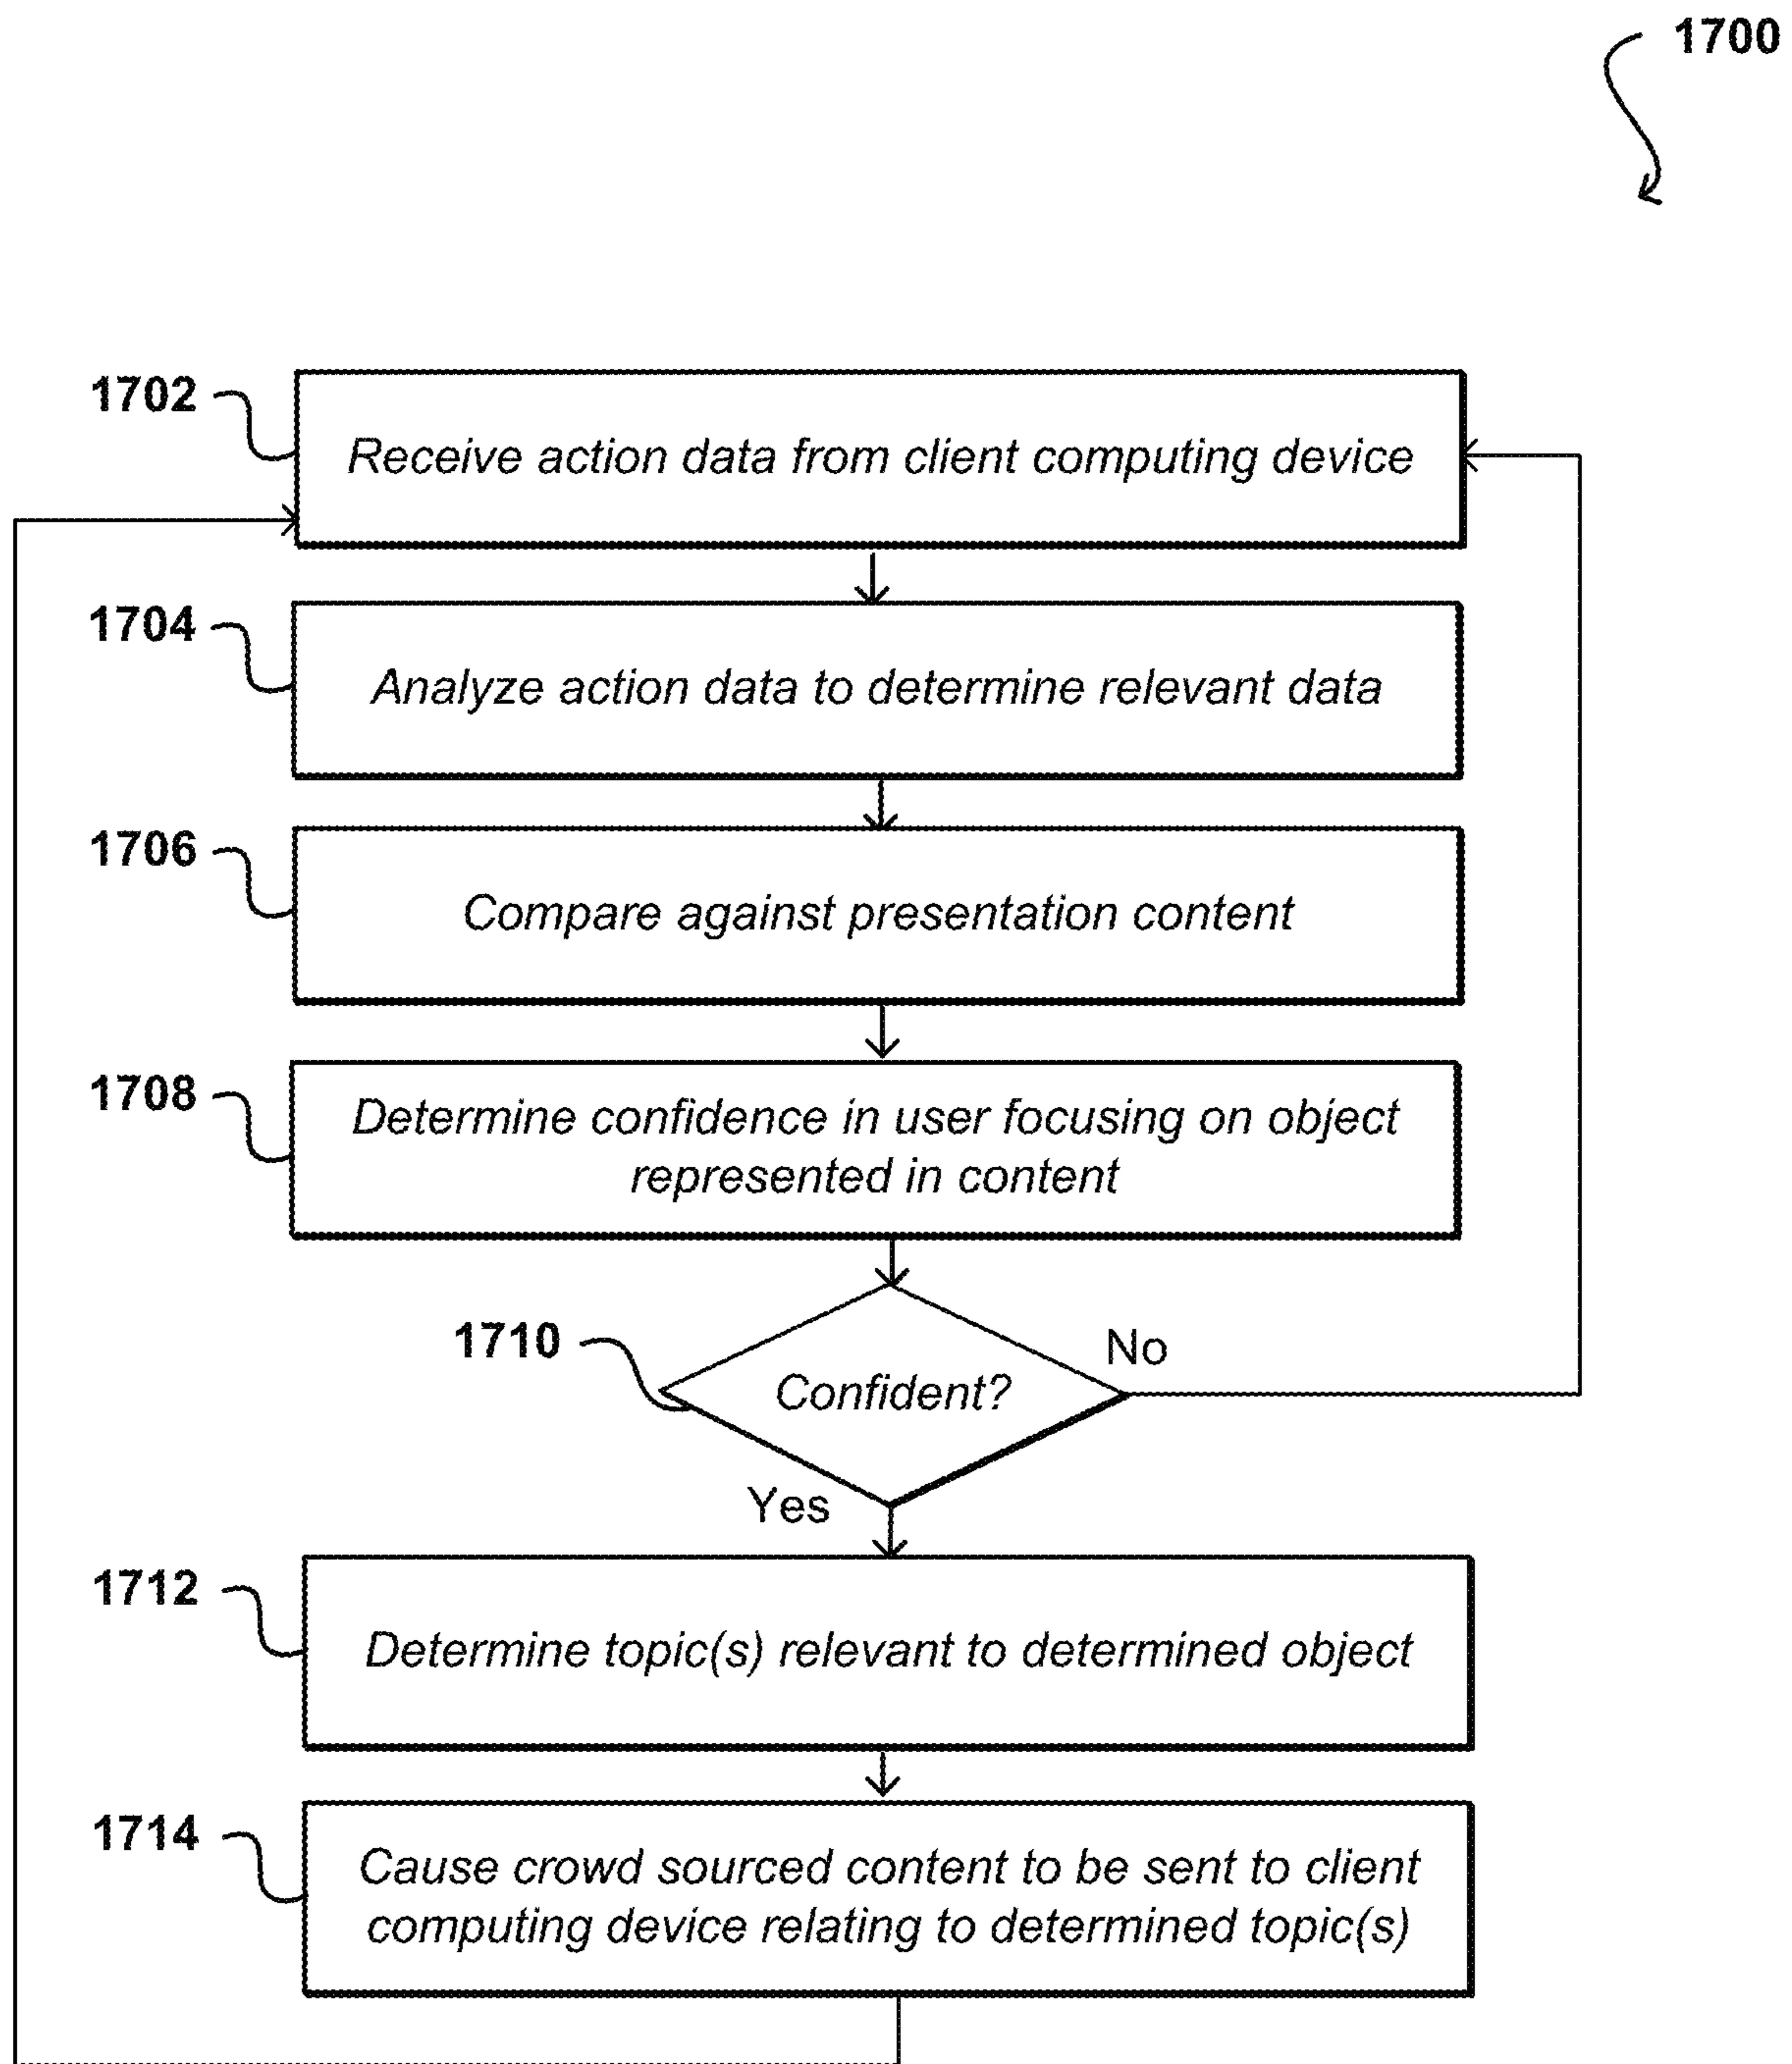 1700
1702
Receive action data from client computing device
1704
Analyze action data to determine relevant data
1706
Compare against presentation content
1708
Determine confidence in user focusing on object
represented in content
1710
Confident?
No
Yes
1712
Determine topic(s) relevant to determined object
1714
Cause crowd sourced content to be sent to client
computing device relating to determined topic(s)